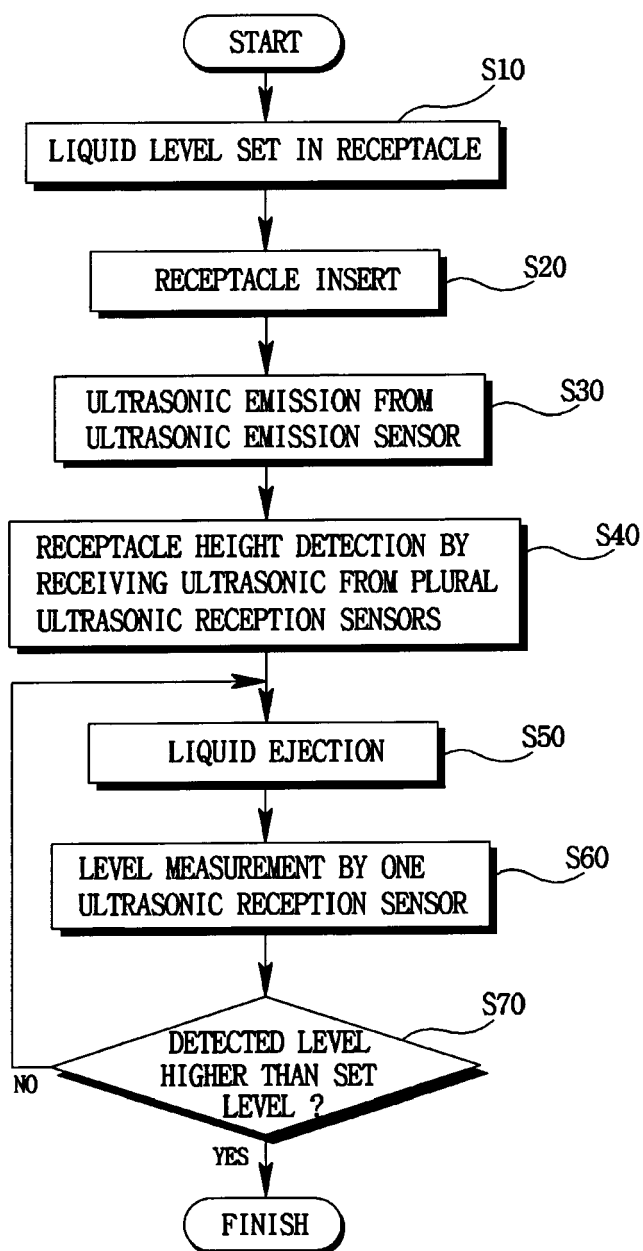 START
S10
LIQUID LEVEL SET IN RECEPTACLE
S20
RECEPTACLE INSERT
S30
ULTRASONIC EMISSION FROM
ULTRASONIC EMISSION SENSOR
S40
RECEPTACLE HEIGHT DETECTION BY
RECEIVING ULTRASONIC FROM PLURAL
ULTRASONIC RECEPTION SENSORS
S50
LIQUID EJECTION
S60
LEVEL MEASUREMENT BY ONE
ULTRASONIC RECEPTION SENSOR
S70
DETECTED LEVEL
HIGHER THAN SET
LEVEL ?
NO
YES
FINISH